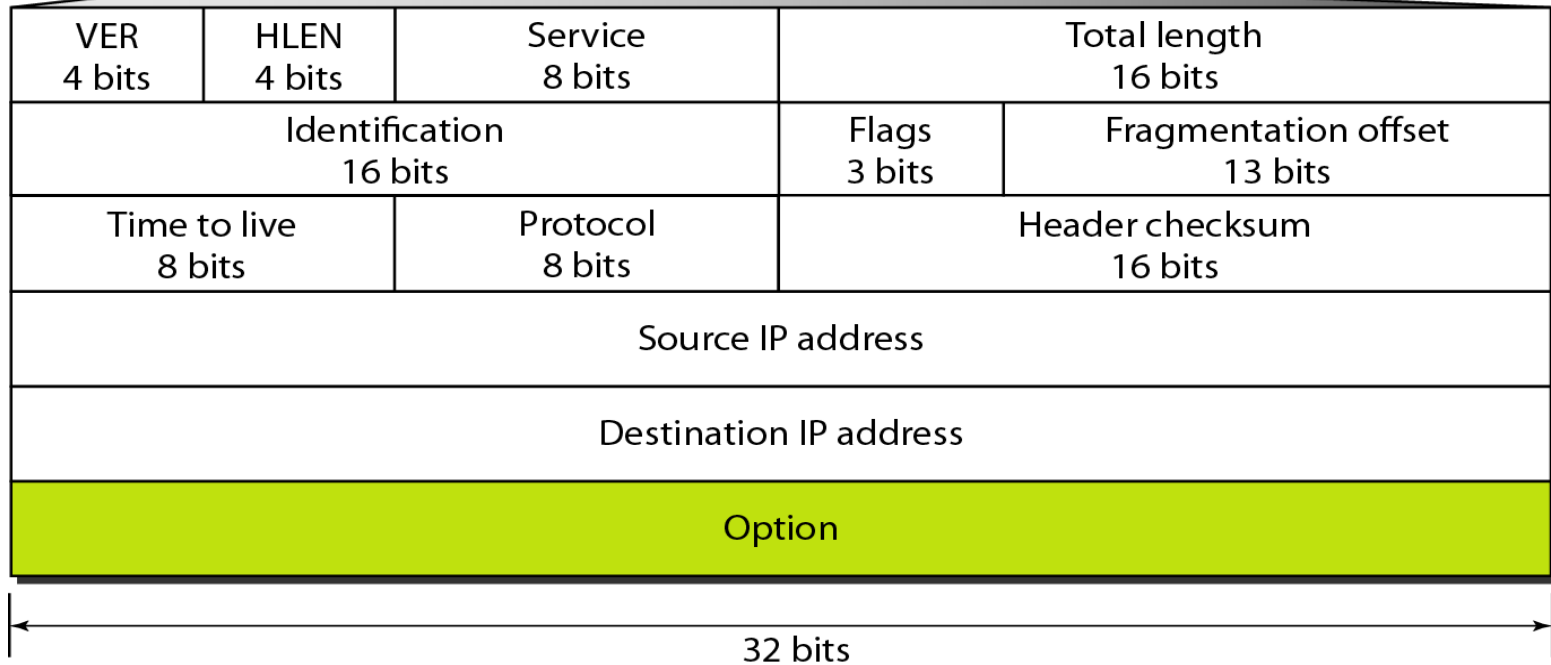 VER
4 bits
HLEN
4 bits
Service
8 bits
Total length
16 bits
Identification
16 bits
Flags
3 bits
Fragmentation offset
13 bits
Time to live
8 bits
Protocol
8 bits
Header checksum
16 bits
Source IP address
Destination IP address
Option
32 bits